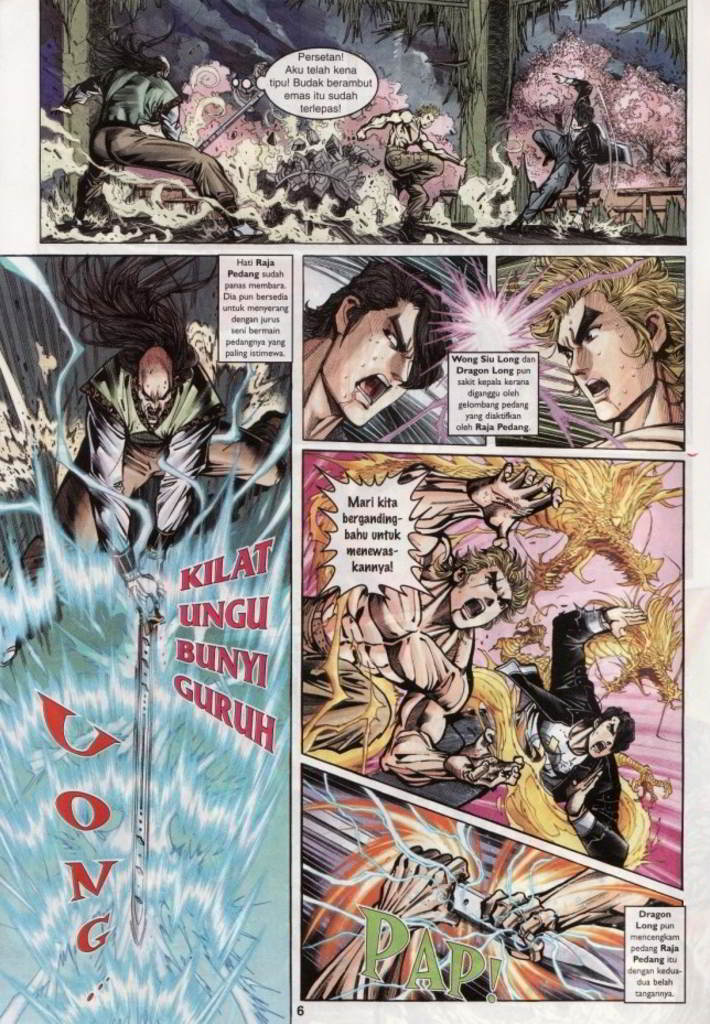 Persetan!
Aku telah kena
tipu! Budak berambut
emas itu sudah
terlepas!
Hati Raja
Pedang sudah
panas membara.
Dia pun bersedia
untuk menyerang
dengan jurus
seni bermain
pedangnya yang
paling istimewa.
Wong Siu Long dan
Dragon Long pun
sakit kepala kerana
diganggu oleh
gelombang pedang
yang diaktifkan
oleh Raja Pedang.
KILAT
UNGU
BUNYI
GURUH
UONG...
Mari kita
berganding-
bahu untuk
menewas-
kannya!
PAP!
Dragon
Long pun
mencengkam
pedang Raja
Pedang itu
dengan kedua-
dua belah
tangannya.
6